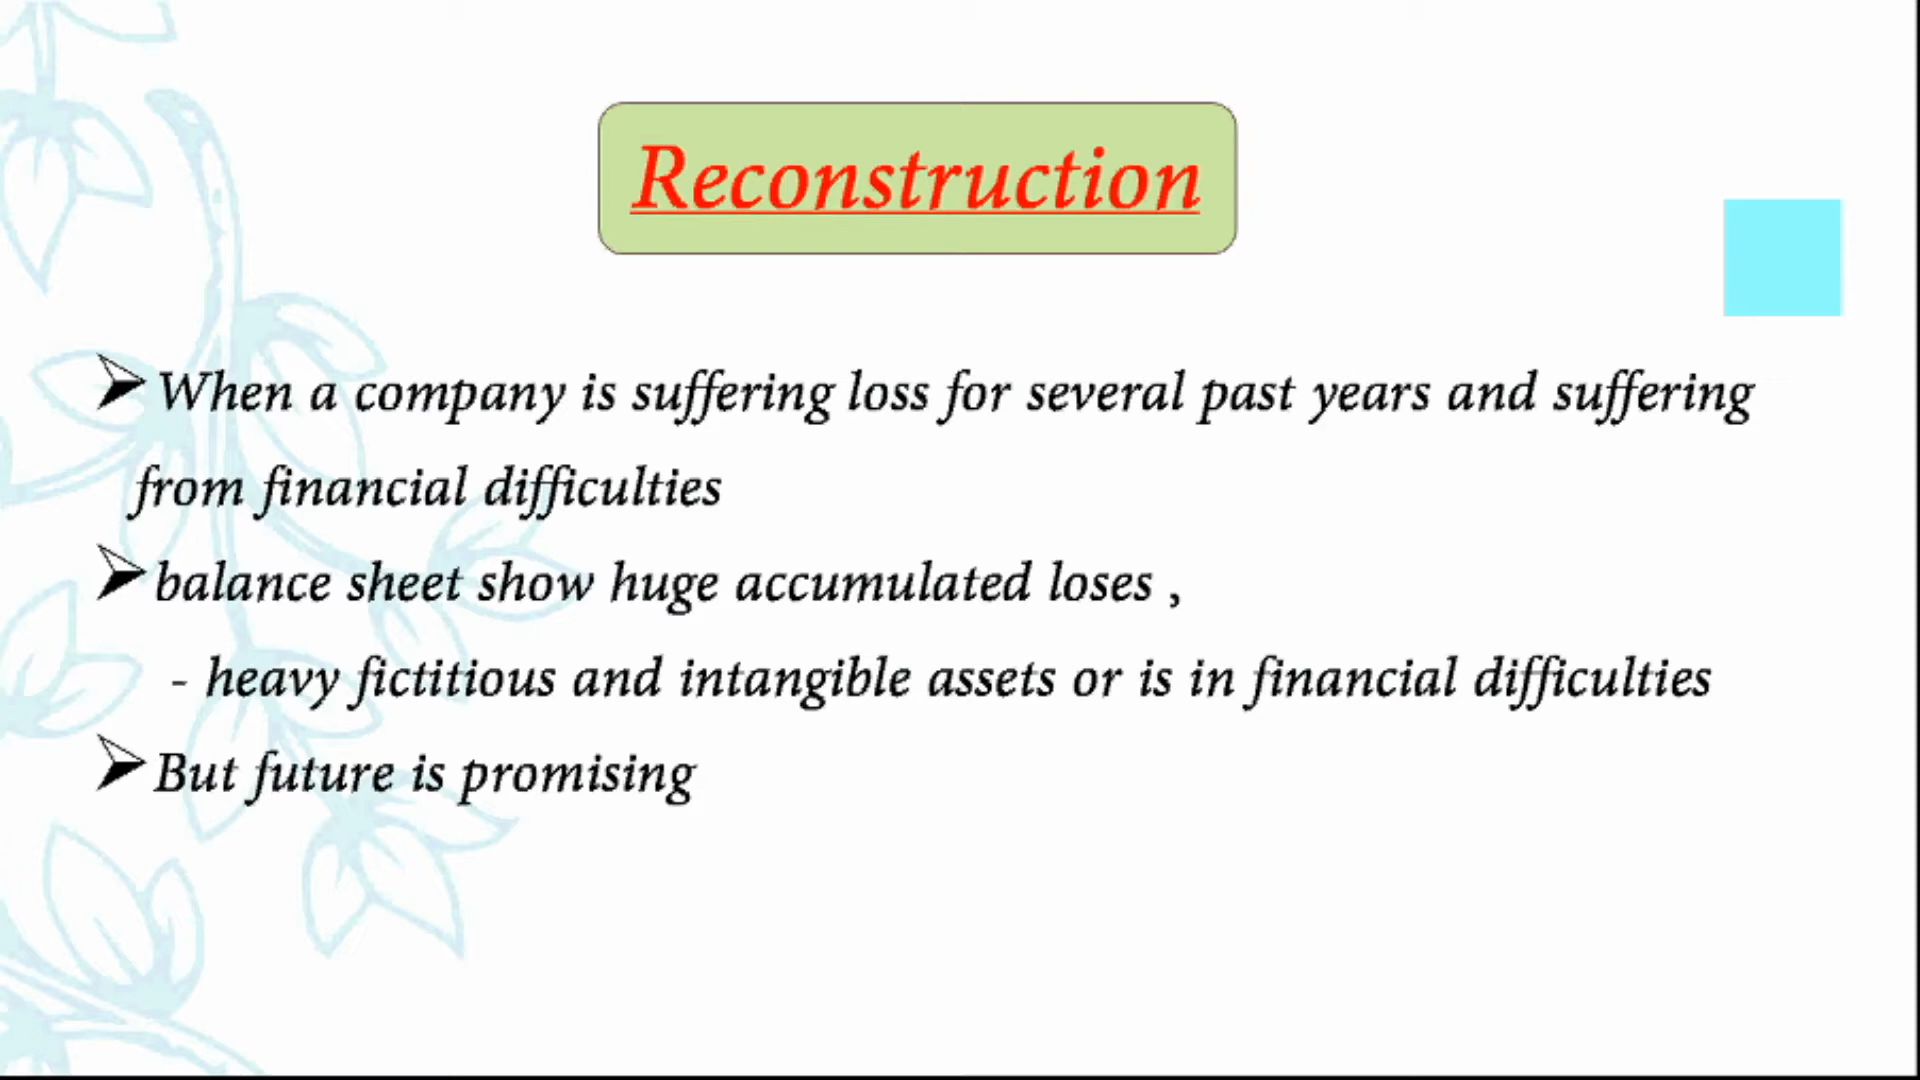 Reconstruction
➢When a company is suffering loss for several past years and suffering
from financial difficulties
➢balance sheet show huge accumulated loses ,
- heavy fictitious and intangible assets or is in financial difficulties
➢But future is promising